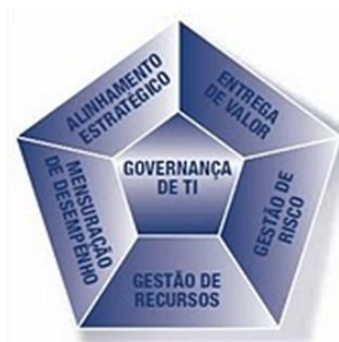 ALINHAMENTO
ESTRATÉGICO
ENTREGA
DE VALOR
GOVERNANÇA
DE TI
MENSURAÇÃO
DE DESEMPENHO
GESTÃO DE
RISCO
GESTÃO DE
RECURSOS